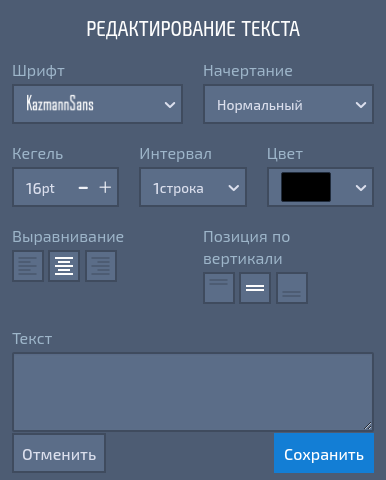 РЕДАКТИРОВАНИЕ ТЕКСТА
Шрифт Начертание
KazmannSans Нормальный
Кегель Интервал Цвет
16pt − + 1строка
Выравнивание Позиция по
вертикали
Текст
Отменить Сохранить